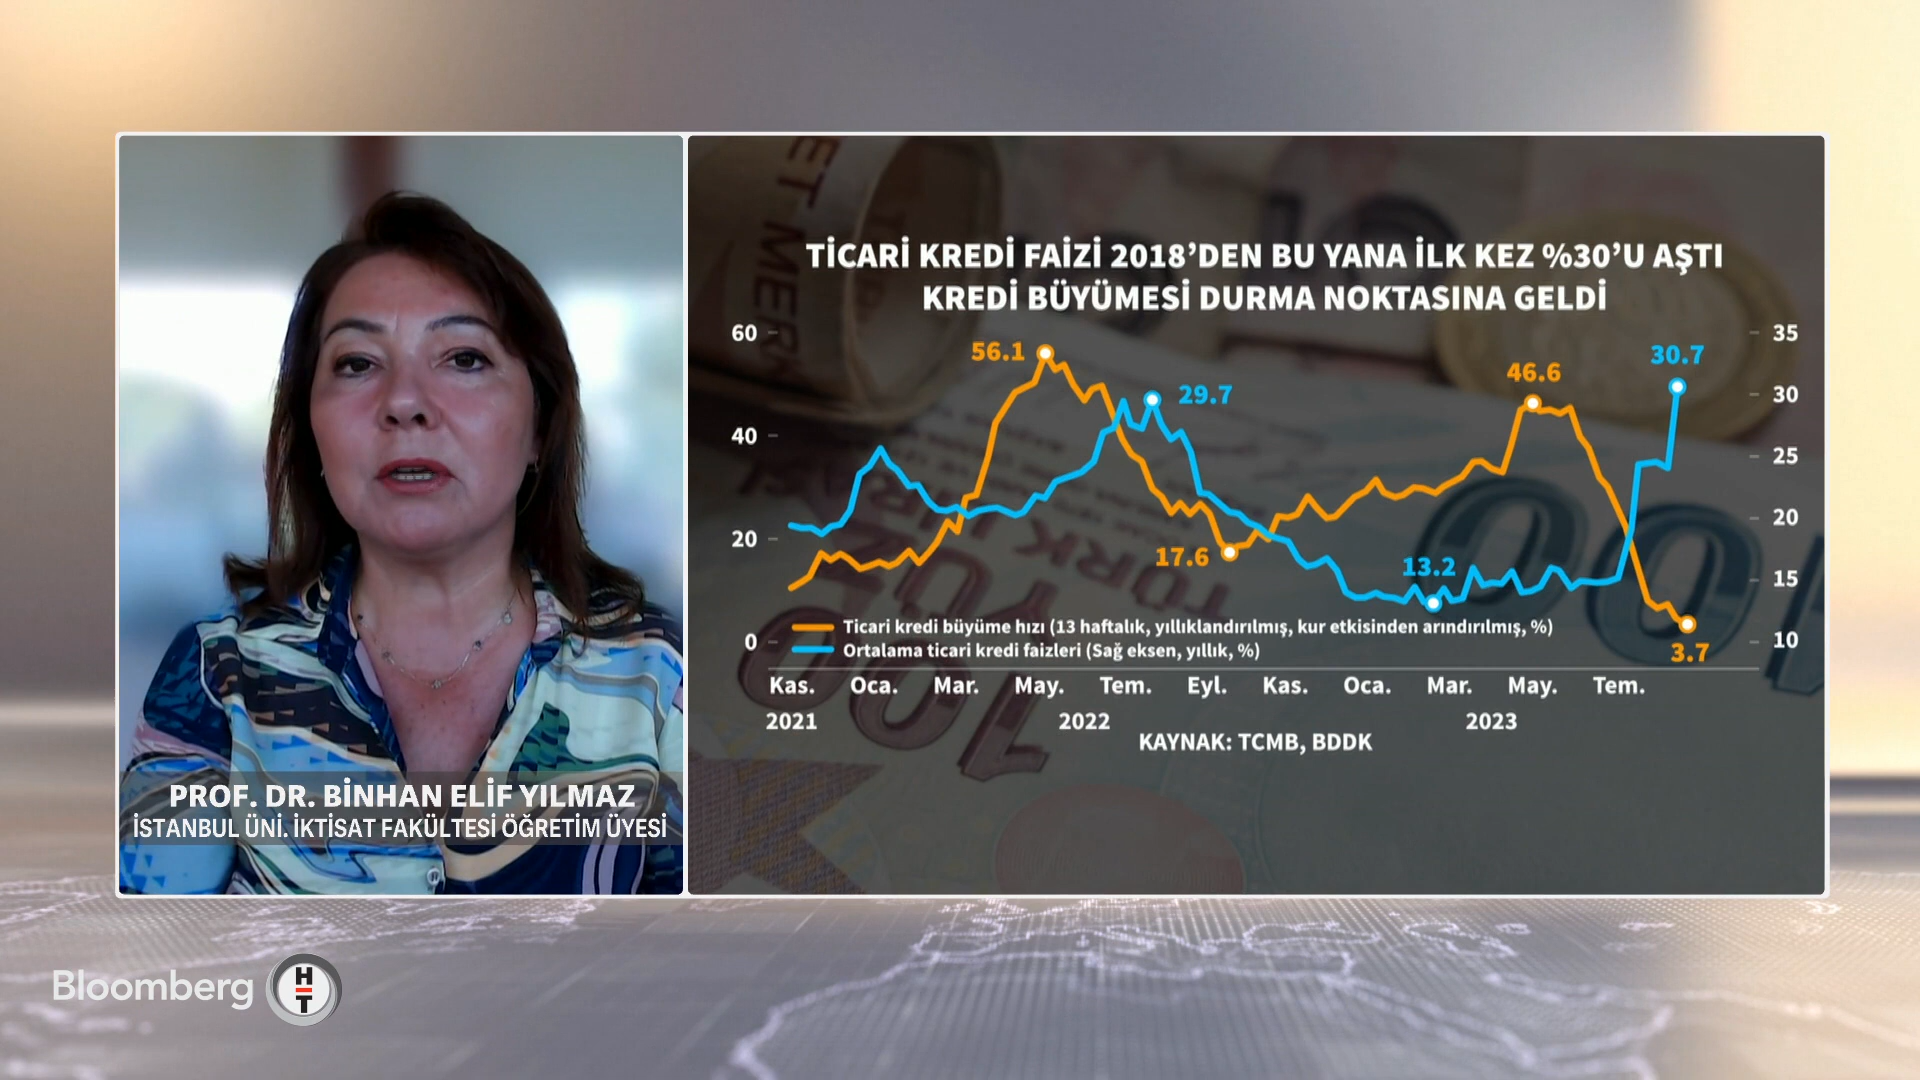 TİCARİ KREDİ FAİZİ 2018’DEN BU YANA İLK KEZ %30’U AŞTI
KREDİ BÜYÜMESİ DURMA NOKTASINA GELDİ
60
40
20
0
35
30
25
20
15
10
56.1
29.7
17.6
13.2
46.6
30.7
3.7
Ticari kredi büyüme hızı (13 haftalık, yıllıklandırılmış, kur etkisinden arındırılmış, %)
Ortalama ticari kredi faizleri (Sağ eksen, yıllık, %)
Kas. Oca. Mar. May. Tem. Eyl. Kas. Oca. Mar. May. Tem.
2021 2022 2023
KAYNAK: TCMB, BDDK
PROF. DR. BİNHAN ELİF YILMAZ
İSTANBUL ÜNİ. İKTİSAT FAKÜLTESİ ÖĞRETİM ÜYESİ
Bloomberg HT